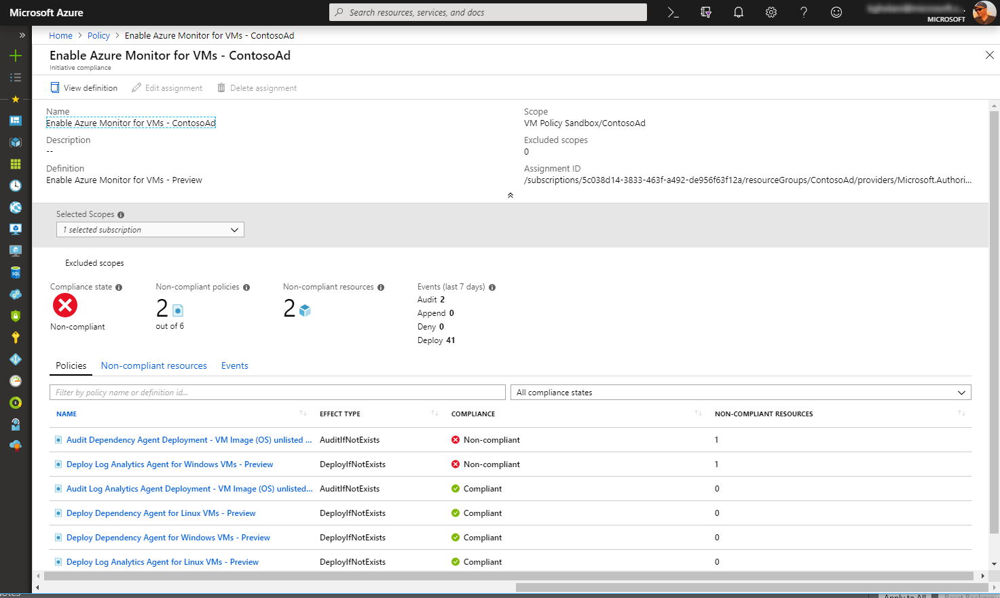 Microsoft Azure
Search resources, services, and docs
MICROSOFT
Home > Policy > Enable Azure Monitor for VMs - ContosoAd
Enable Azure Monitor for VMs - ContosoAd
Initiative compliance
View definition Edit assignment Delete assignment
Name
Enable Azure Monitor for VMs - ContosoAd
Description
--
Definition
Enable Azure Monitor for VMs - Preview
Scope
VM Policy Sandbox/ContosoAd
Excluded scopes
0
Assignment ID
/subscriptions/5c038d14-3833-463f-a492-de956f63f12a/resourceGroups/ContosoAd/providers/Microsoft.Authori...
Selected Scopes
1 selected subscription
Excluded scopes
Compliance state
Non-compliant
Non-compliant policies
2
out of 6
Non-compliant resources
2
Events (last 7 days)
Audit 2
Append 0
Deny 0
Deploy 41
Policies Non-compliant resources Events
Filter by policy name or definition id...
All compliance states
NAME EFFECT TYPE COMPLIANCE NON-COMPLIANT RESOURCES
Audit Dependency Agent Deployment - VM Image (OS) unlisted ... AuditIfNotExists Non-compliant 1
Deploy Log Analytics Agent for Windows VMs - Preview DeployIfNotExists Non-compliant 1
Audit Log Analytics Agent Deployment - VM Image (OS) unlisted... AuditIfNotExists Compliant 0
Deploy Dependency Agent for Linux VMs - Preview DeployIfNotExists Compliant 0
Deploy Dependency Agent for Windows VMs - Preview DeployIfNotExists Compliant 0
Deploy Log Analytics Agent for Linux VMs - Preview DeployIfNotExists Compliant 0
Apply to All